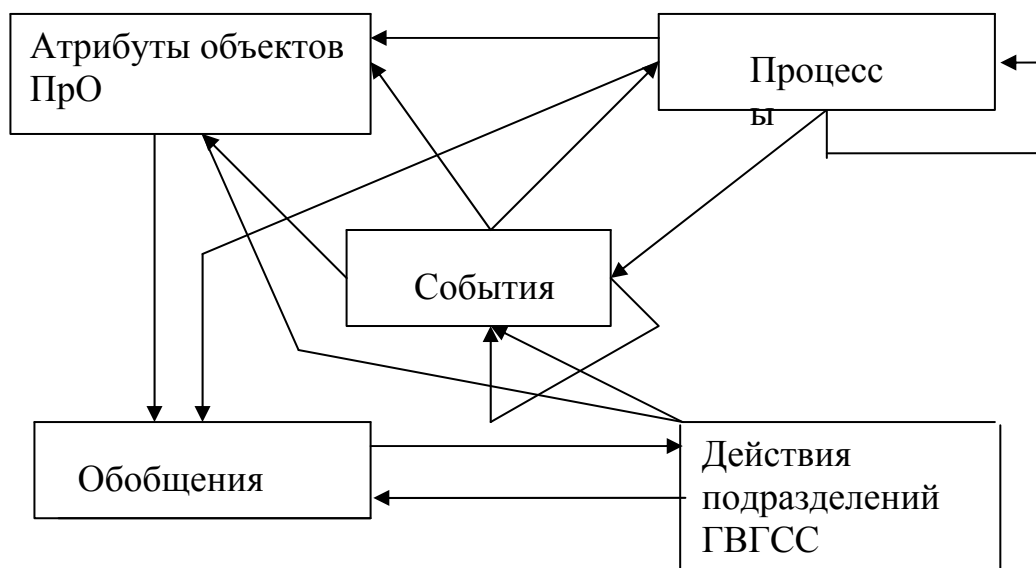 Атрибуты объектов
ПрО
Процесс
ы
События
Обобщения
Действия
подразделений
ГВГСС